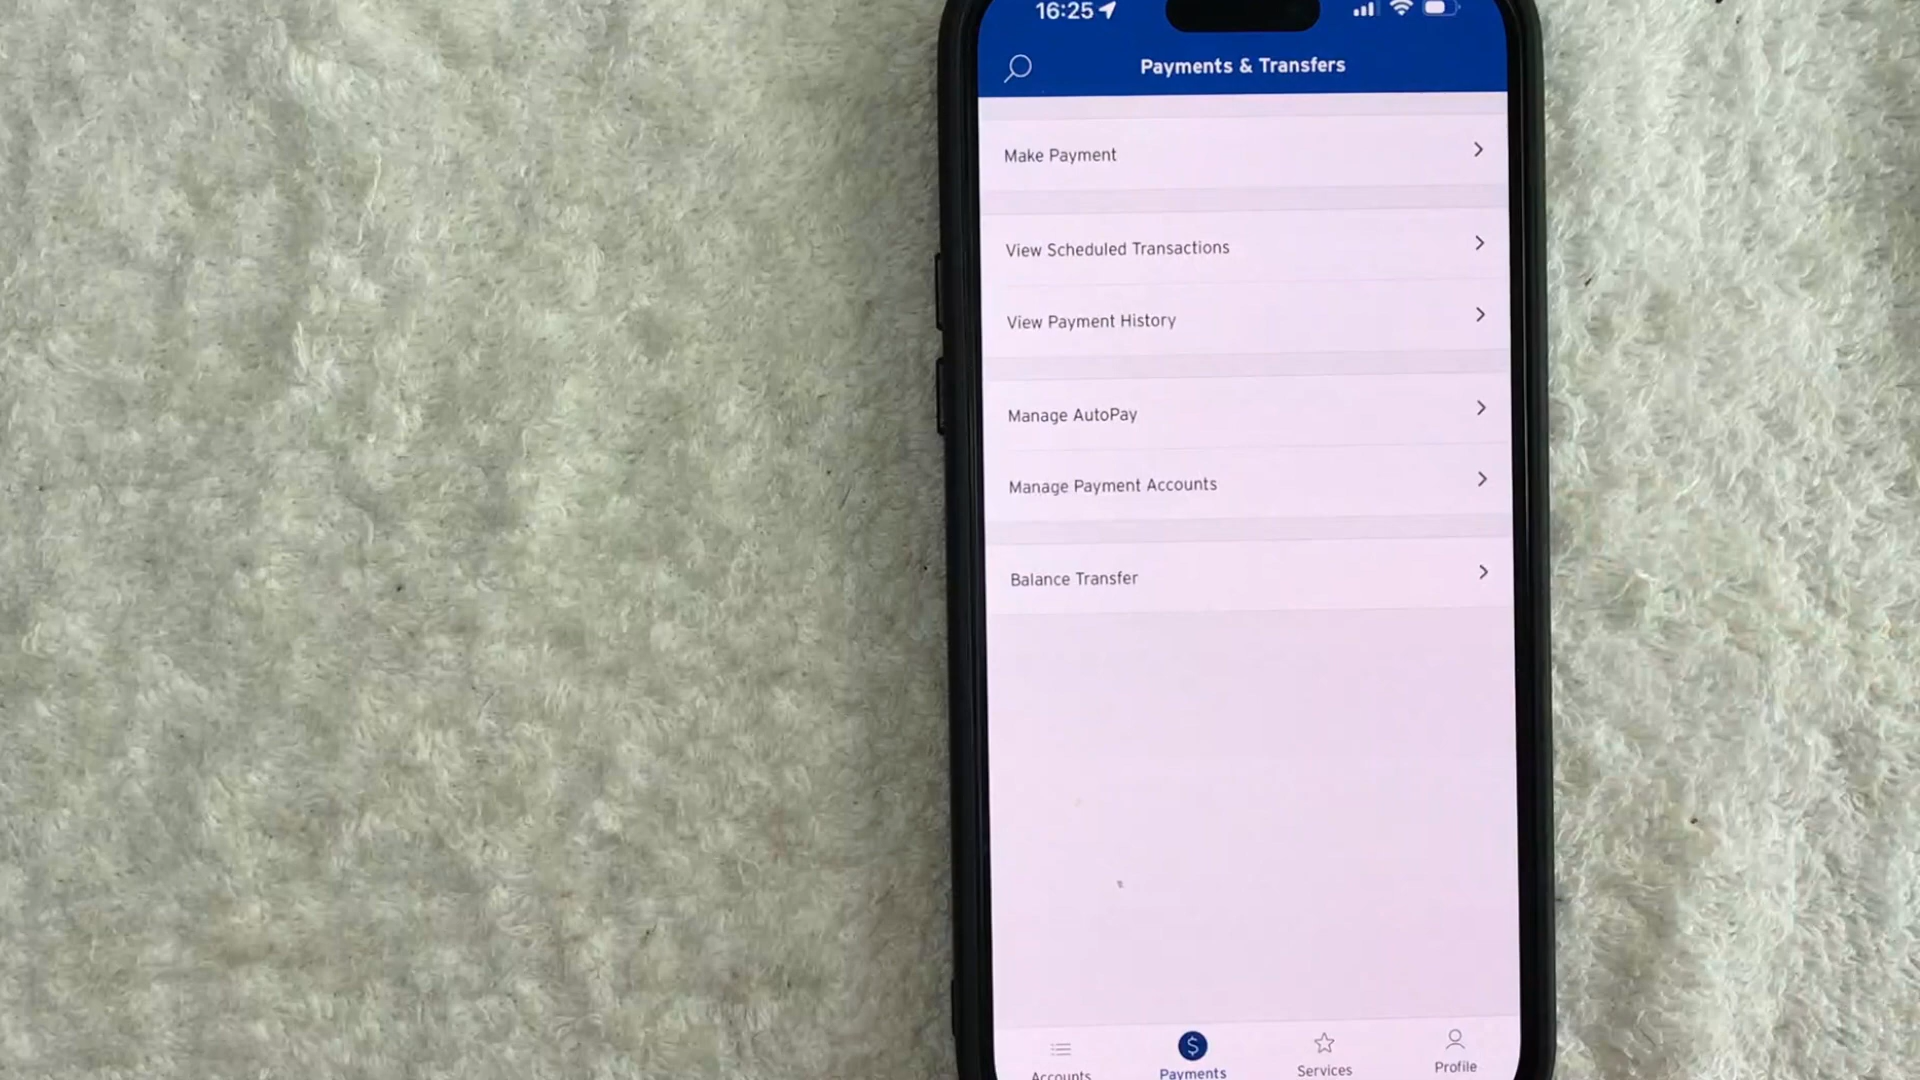 16:25
Payments & Transfers
Make Payment
View Scheduled Transactions
View Payment History
Manage AutoPay
Manage Payment Accounts
Balance Transfer
Accounts
Payments
Services
Profile